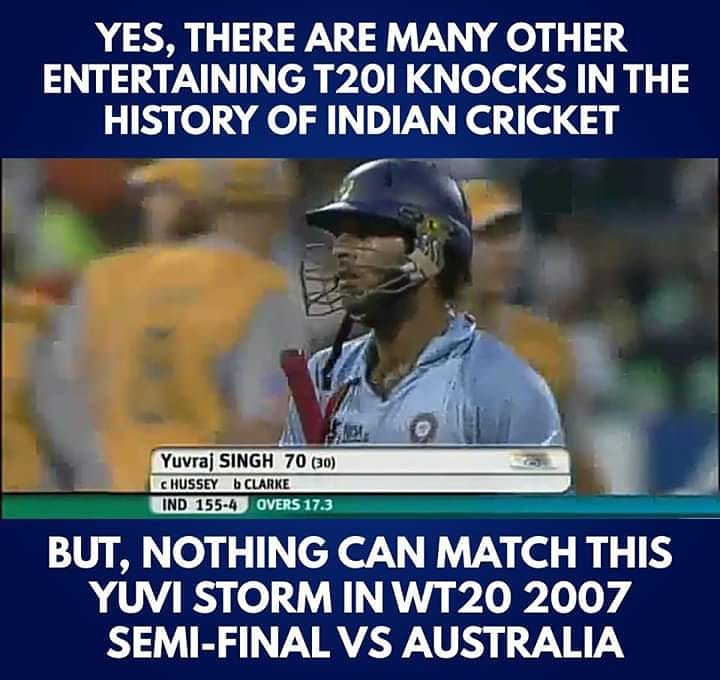 YES, THERE ARE MANY OTHER
ENTERTAINING T20I KNOCKS IN THE
HISTORY OF INDIAN CRICKET
Yuvraj SINGH 70 (30)
c HUSSEY b CLARKE
IND 155-4 OVERS 17.3
BUT, NOTHING CAN MATCH THIS
YUVI STORM IN WT20 2007
SEMI-FINAL VS AUSTRALIA